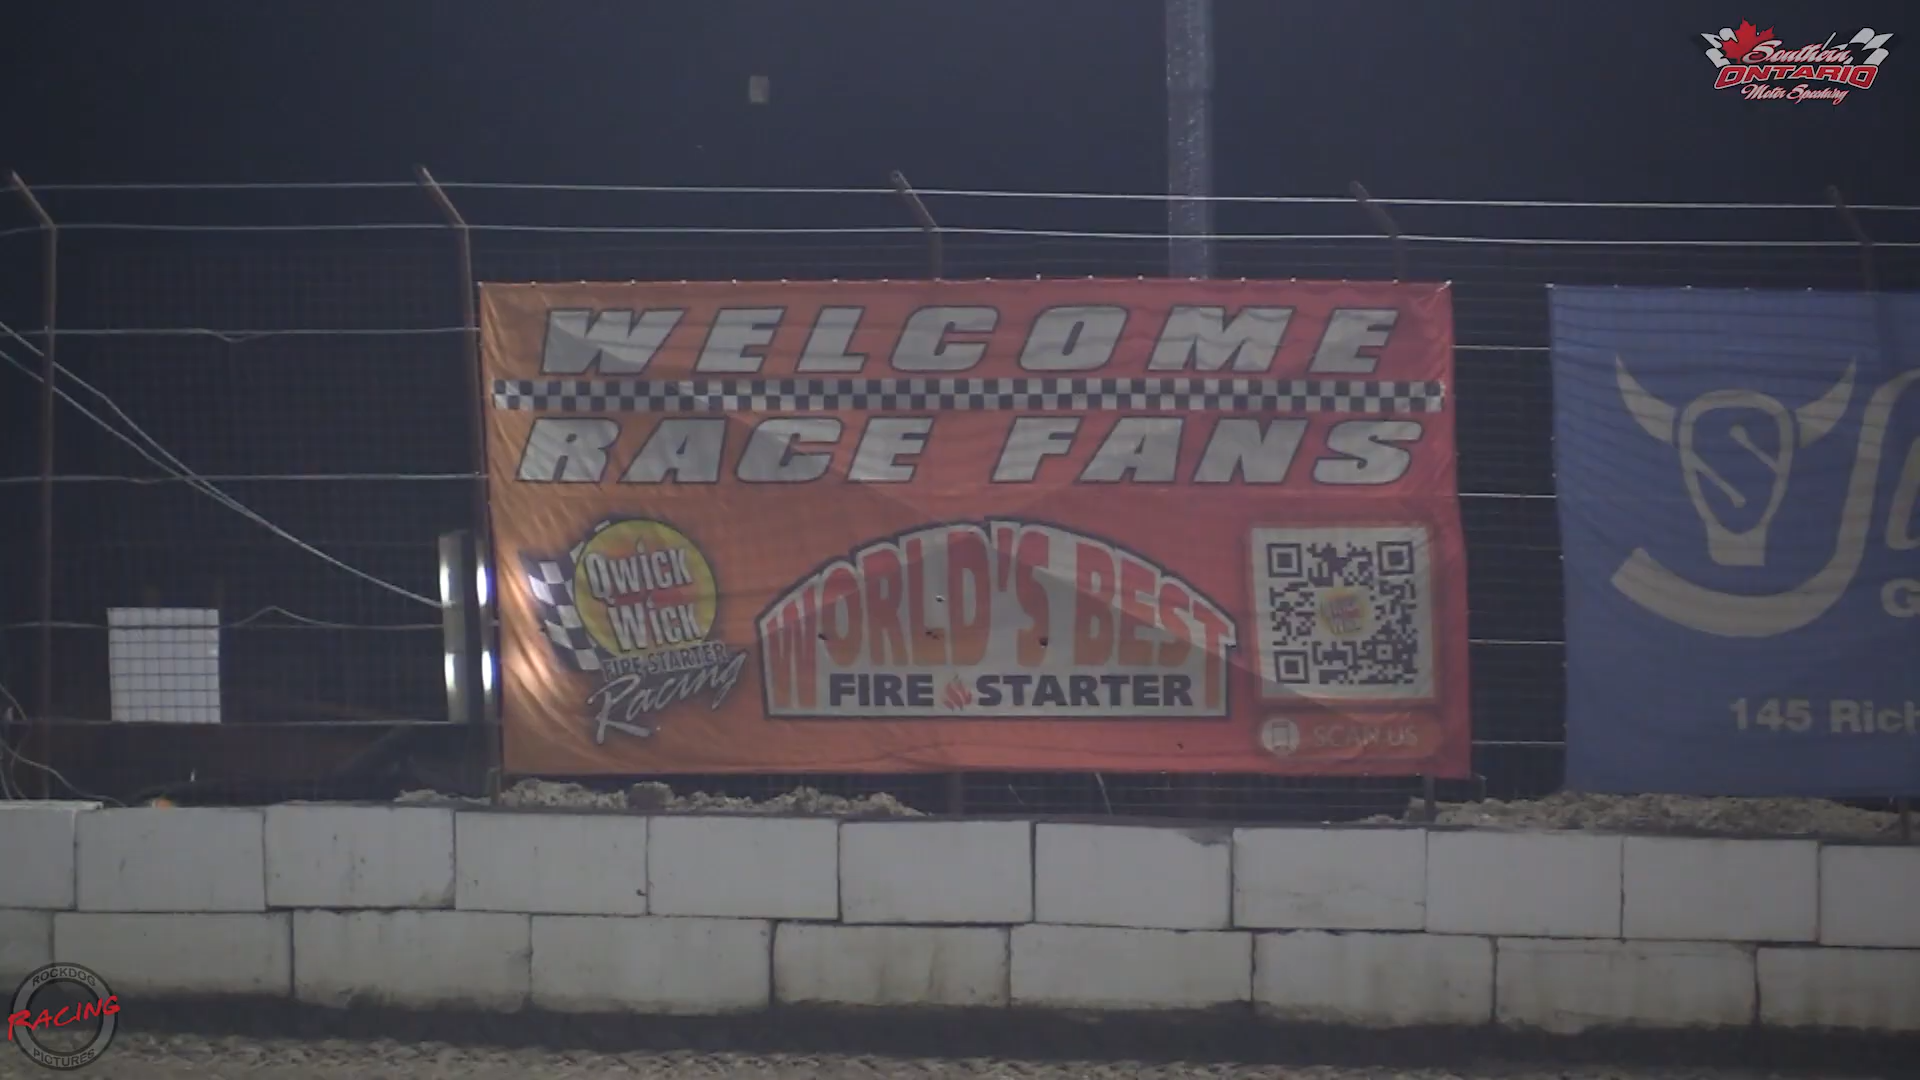 Southern
ONTARIO
Motor Speedway
WELCOME
RACE FANS
QWICK
WICK
FIRE STARTER
Racing
WORLD'S BEST
FIRE STARTER
SCAN US
145 Rich
ROCKDOG
RACING
PICTURES